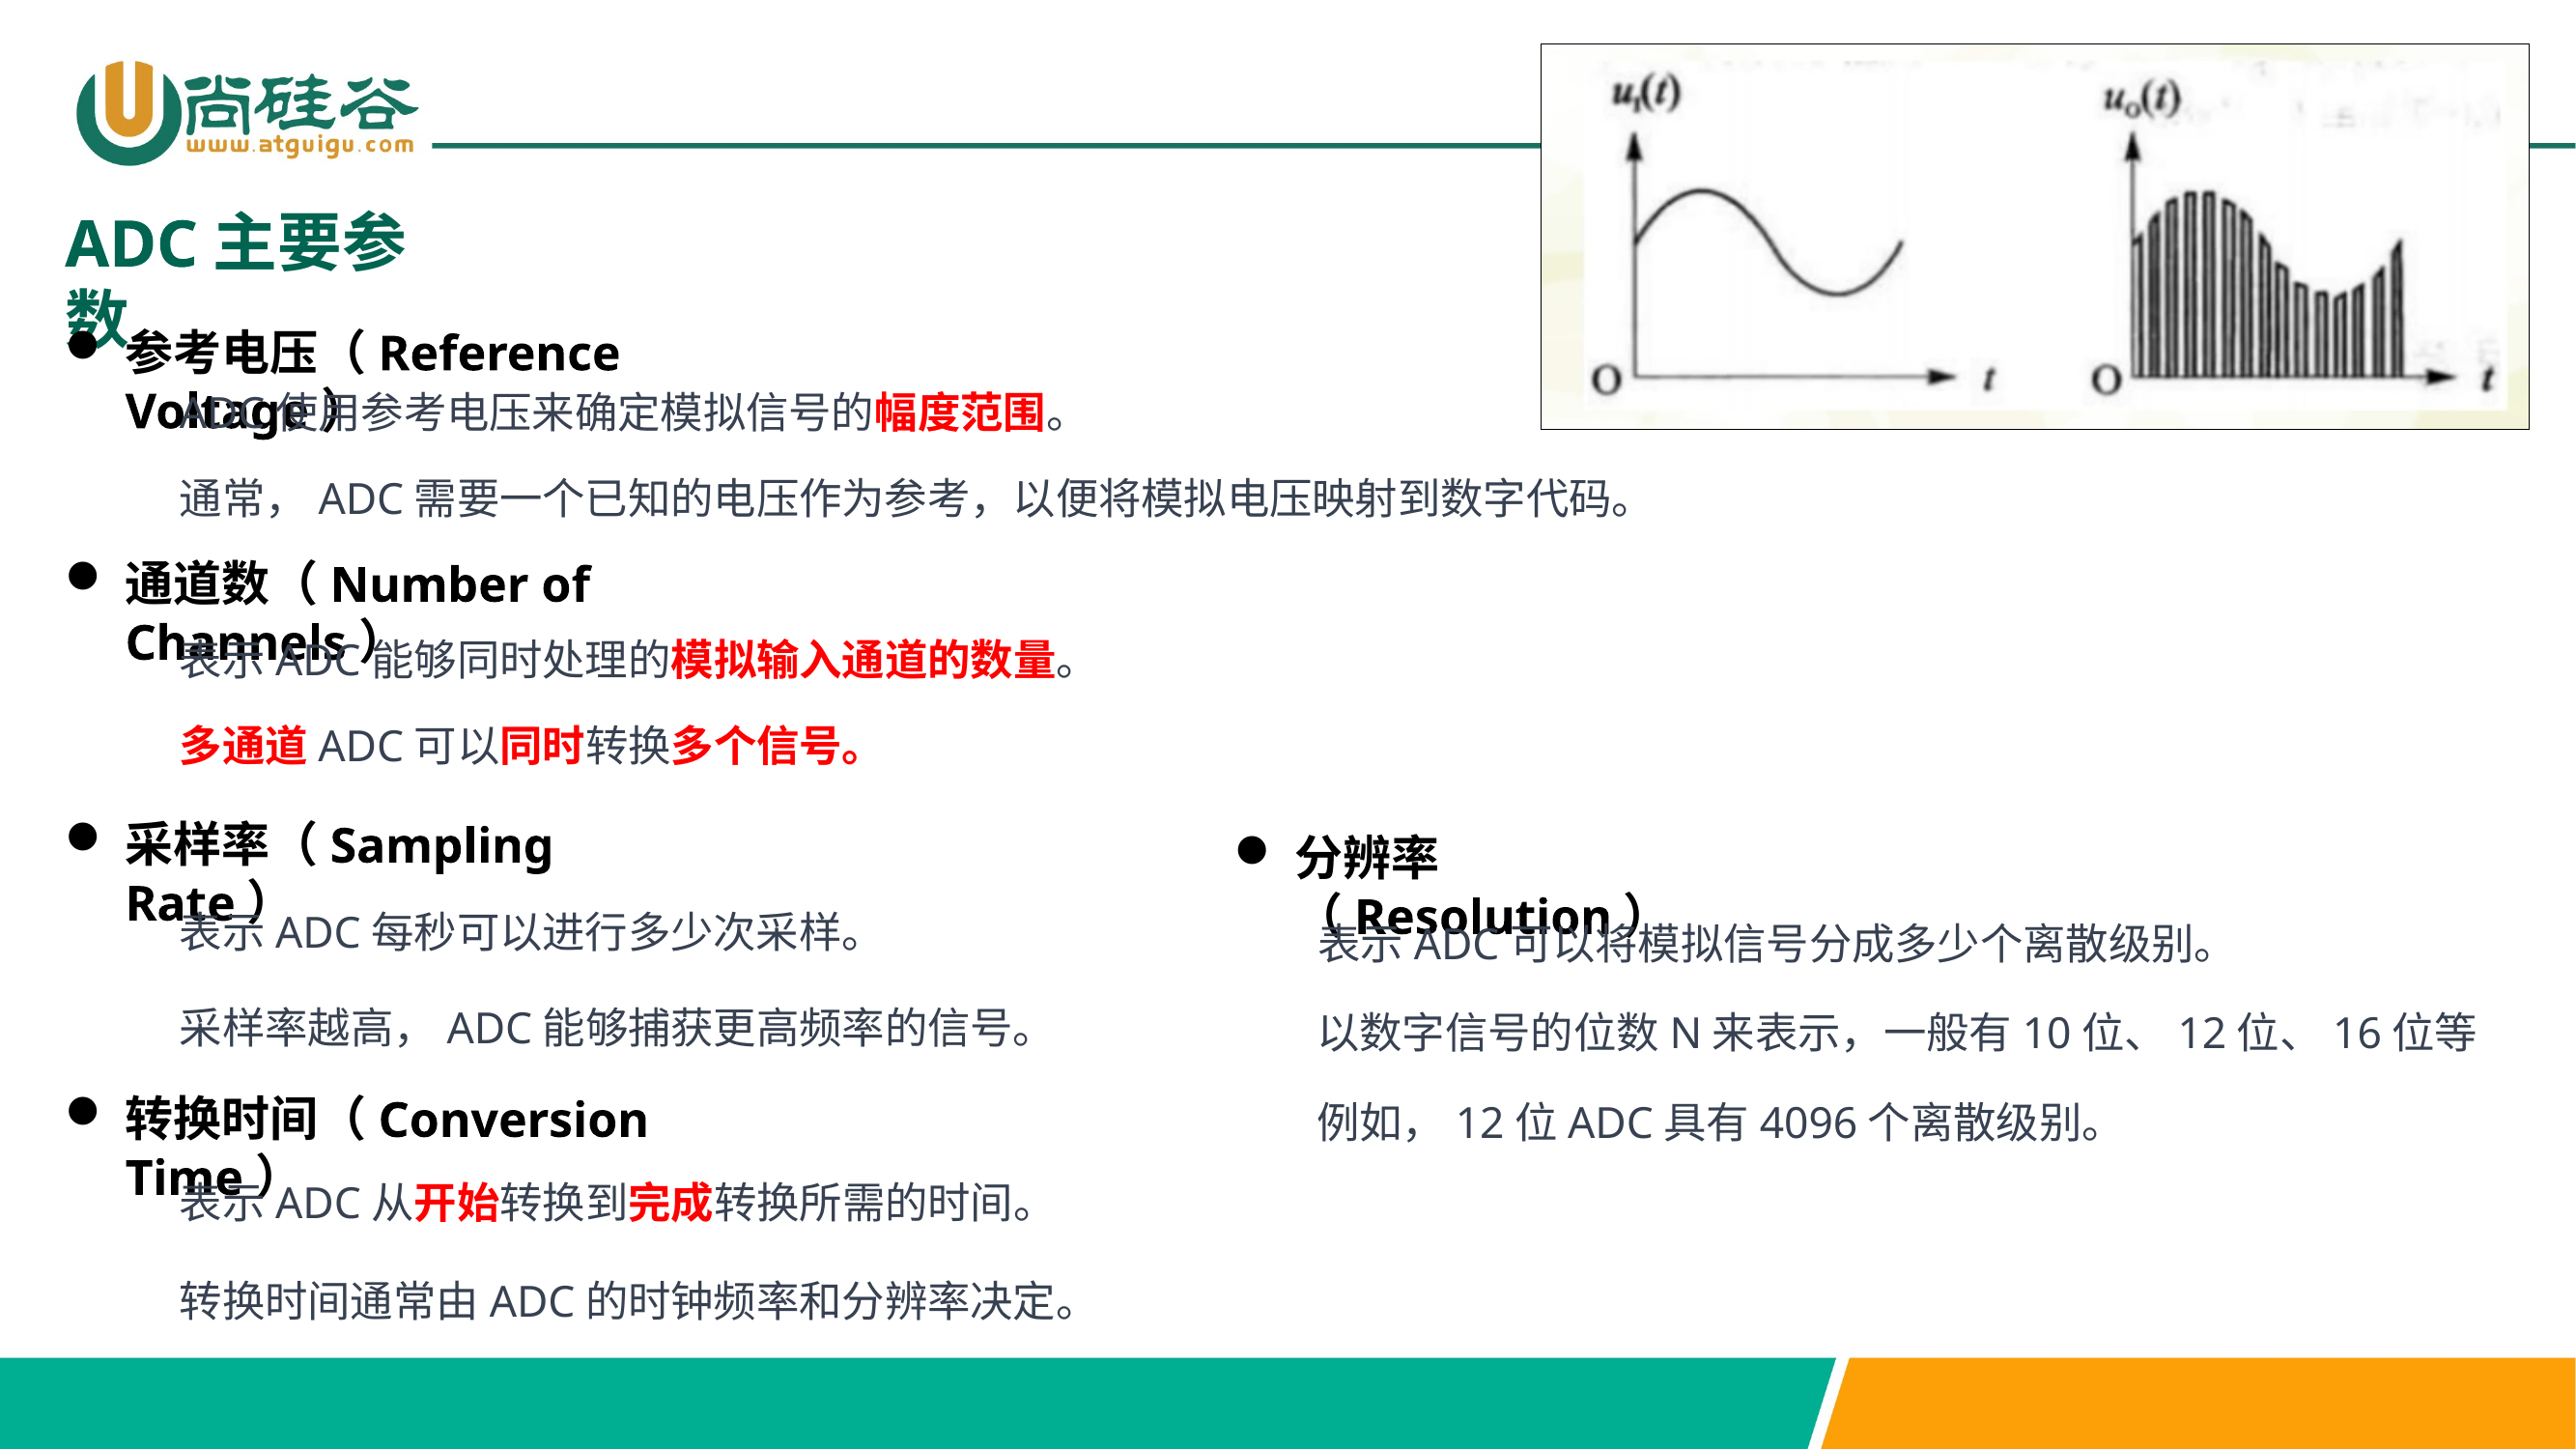 尚硅谷
www.atguigu.com
ADC 主要参
数
u_I(t)
O
t
u_O(t)
O
t
● 参考电压（ Reference
Voltage ）
ADC 使用参考电压来确定模拟信号的幅度范围。
通常， ADC 需要一个已知的电压作为参考，以便将模拟电压映射到数字代码。
● 通道数（ Number of
Channels ）
表示 ADC 能够同时处理的模拟输入通道的数量。
多通道 ADC 可以同时转换多个信号。
● 采样率（ Sampling
Rate ）
表示 ADC 每秒可以进行多少次采样。
采样率越高， ADC 能够捕获更高频率的信号。
● 转换时间（ Conversion
Time ）
表示 ADC 从开始转换到完成转换所需的时间。
转换时间通常由 ADC 的时钟频率和分辨率决定。
● 分辨率
（ Resolution ）
表示 ADC 可以将模拟信号分成多少个离散级别。
以数字信号的位数 N 来表示，一般有 10 位、 12 位、 16 位等
例如， 12 位 ADC 具有 4096 个离散级别。